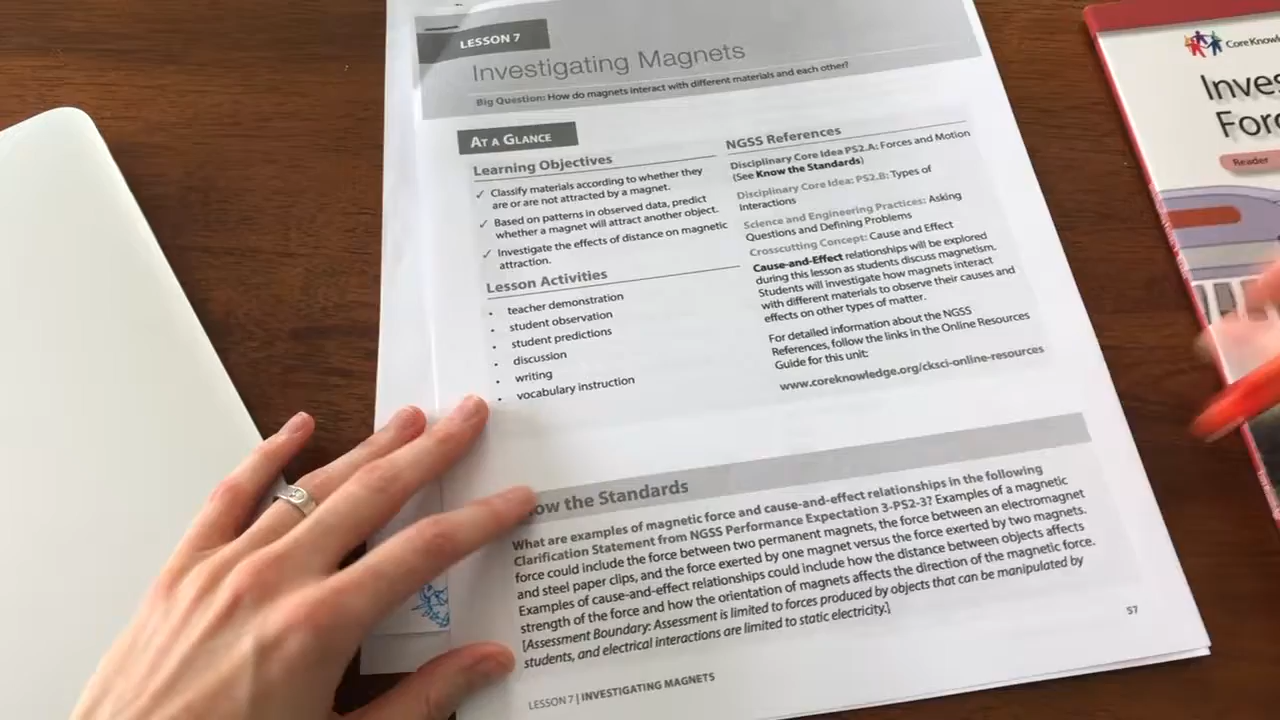 LESSON 7
Investigating Magnets
Big Question: How do magnets interact with different materials and each other?
AT A GLANCE
Learning Objectives
✓ Classify materials according to whether they
are or are not attracted by a magnet.
✓ Based on patterns in observed data, predict
whether a magnet will attract another object.
✓ Investigate the effects of distance on magnetic
attraction.
Lesson Activities
• teacher demonstration
• student observation
• student predictions
• discussion
• writing
• vocabulary instruction
NGSS References
Disciplinary Core Idea PS2.A: Forces and Motion
(See Know the Standards)
Disciplinary Core Idea: PS2.B: Types of
Interactions
Science and Engineering Practices: Asking
Questions and Defining Problems
Crosscutting Concept: Cause and Effect
Cause-and-Effect relationships will be explored
during this lesson as students discuss magnetism.
Students will investigate how magnets interact
with different materials to observe their causes and
effects on other types of matter.
For detailed information about the NGSS
References, follow the links in the Online Resources
Guide for this unit:
www.coreknowledge.org/cksci-online-resources
ow the Standards
What are examples of magnetic force and cause-and-effect relationships in the following
Clarification Statement from NGSS Performance Expectation 3-PS2-3? Examples of a magnetic
force could include the force between two permanent magnets, the force between an electromagnet
and steel paper clips, and the force exerted by one magnet versus the force exerted by two magnets.
Examples of cause-and-effect relationships could include how the distance between objects affects
strength of the force and how the orientation of magnets affects the direction of the magnetic force.
[Assessment Boundary: Assessment is limited to forces produced by objects that can be manipulated by
students, and electrical interactions are limited to static electricity.]
57
LESSON 7 | INVESTIGATING MAGNETS
Core Knowl
Inves
Forc
Reader